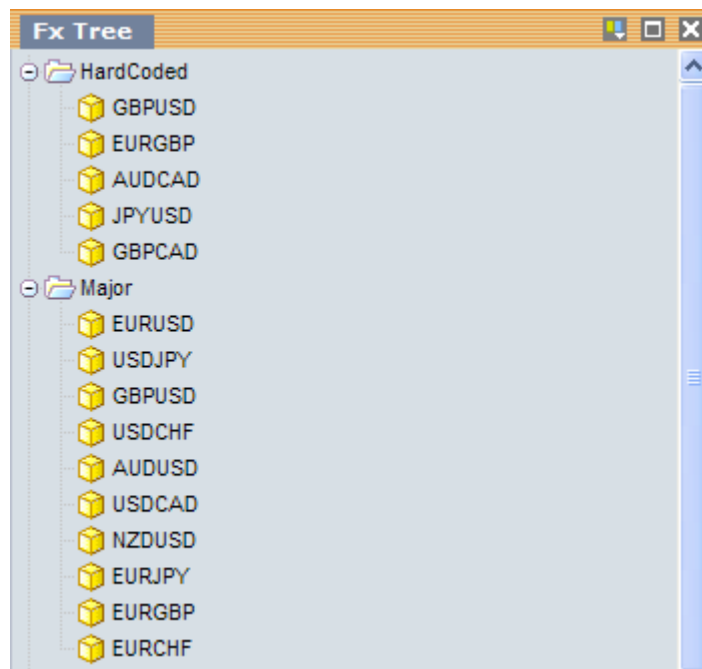 Fx Tree
HardCoded
GBPUSD
EURGBP
AUDCAD
JPYUSD
GBPCAD
Major
EURUSD
USDJPY
GBPUSD
USDCHF
AUDUSD
USDCAD
NZDUSD
EURJPY
EURGBP
EURCHF